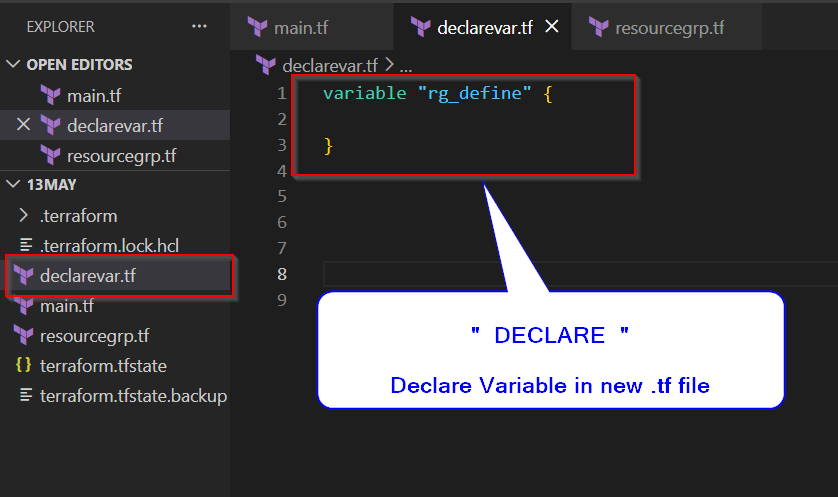 EXPLORER ...
OPEN EDITORS
main.tf
declarevar.tf
resourcegrp.tf
13MAY
.terraform
.terraform.lock.hcl
declarevar.tf
main.tf
resourcegrp.tf
{} terraform.tfstate
terraform.tfstate.backup
main.tf declarevar.tf resourcegrp.tf
declarevar.tf > ...
1 variable "rg_define" {
2
3 }
4
5
6
7
8
9
" DECLARE "
Declare Variable in new .tf file